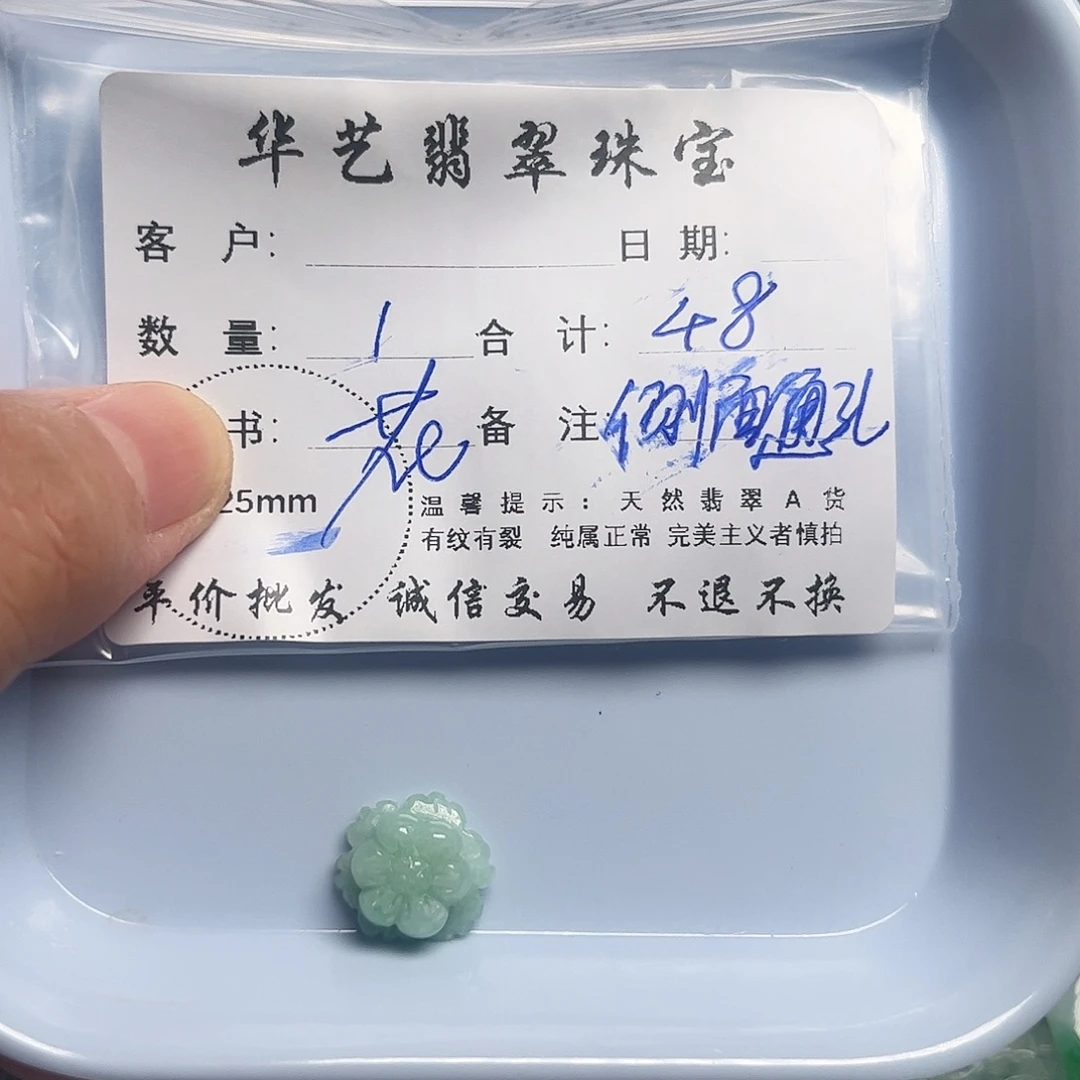 华艺翡翠珠宝
客 户: 日 期:
数 量: 1 合 计: 48
书: 花 备 注 侧面通孔
25mm 温馨提示: 天然翡翠A货
有纹有裂 纯属正常 完美主义者慎拍
平价批发 诚信交易 不退不换